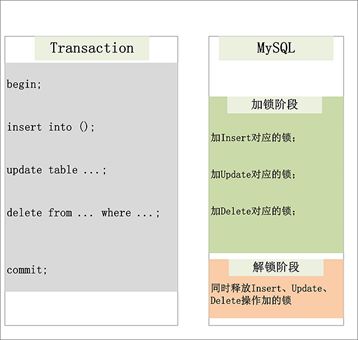 Transaction
begin;
insert into ();
update table ...;
delete from ... where ...;
commit;
MySQL
加锁阶段
加Insert对应的锁;
加Update对应的锁;
加Delete对应的锁;
解锁阶段
同时释放Insert、Update、
Delete操作加的锁